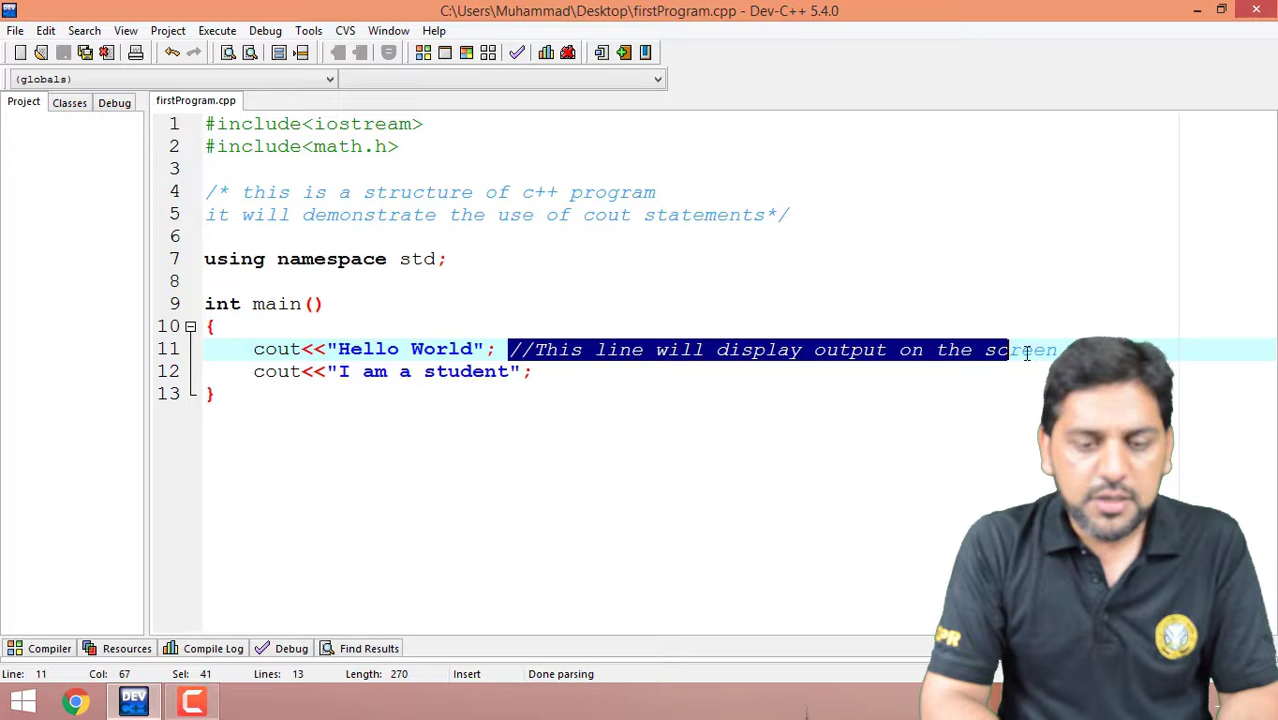 C:\Users\Muhammad\Desktop\firstProgram.cpp - Dev-C++ 5.4.0
File Edit Search View Project Execute Debug Tools CVS Window Help
(globals)
Project Classes Debug firstProgram.cpp
1 #include<iostream>
2 #include<math.h>
3
4 /* this is a structure of c++ program
5 it will demonstrate the use of cout statements*/
6
7 using namespace std;
8
9 int main()
10 {
11 cout<<"Hello World"; //This line will display output on the screen
12 cout<<"I am a student";
13 }
Compiler Resources Compile Log Debug Find Results
Line: 11 Col: 67 Sel: 41 Lines: 13 Length: 270 Insert Done parsing
DEV
C
PR